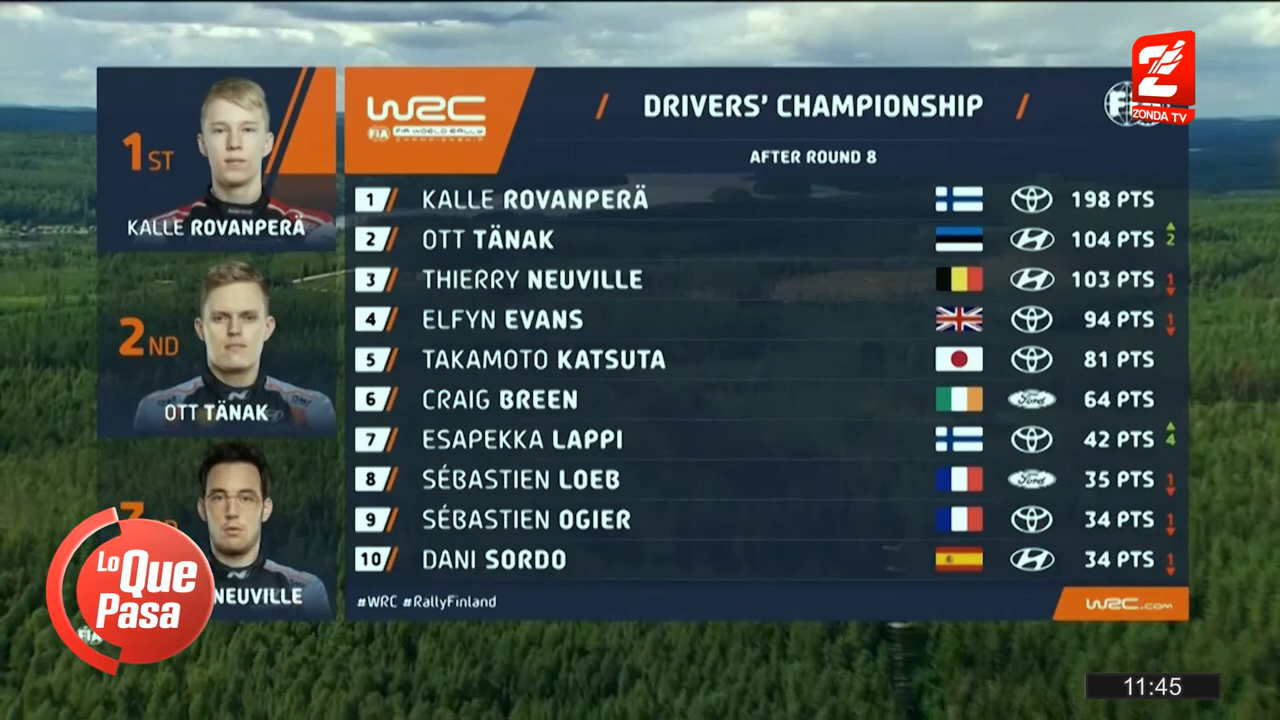 WRC
FIA FIA WORLD RALLY
CHAMPIONSHIP
DRIVERS' CHAMPIONSHIP
AFTER ROUND 8
ZONDA TV
1ST
KALLE ROVANPERÄ
2ND
OTT TÄNAK
NEUVILLE
1 KALLE ROVANPERÄ 198 PTS
2 OTT TÄNAK 104 PTS 2
3 THIERRY NEUVILLE 103 PTS 1
4 ELFYN EVANS 94 PTS 1
5 TAKAMOTO KATSUTA 81 PTS
6 CRAIG BREEN Ford 64 PTS
7 ESAPEKKA LAPPI 42 PTS 4
8 SÉBASTIEN LOEB Ford 35 PTS 1
9 SÉBASTIEN OGIER 34 PTS 1
10 DANI SORDO 34 PTS 1
#WRC #RallyFinland
WRC.COM
Lo Que
Pasa
FIA
11:45